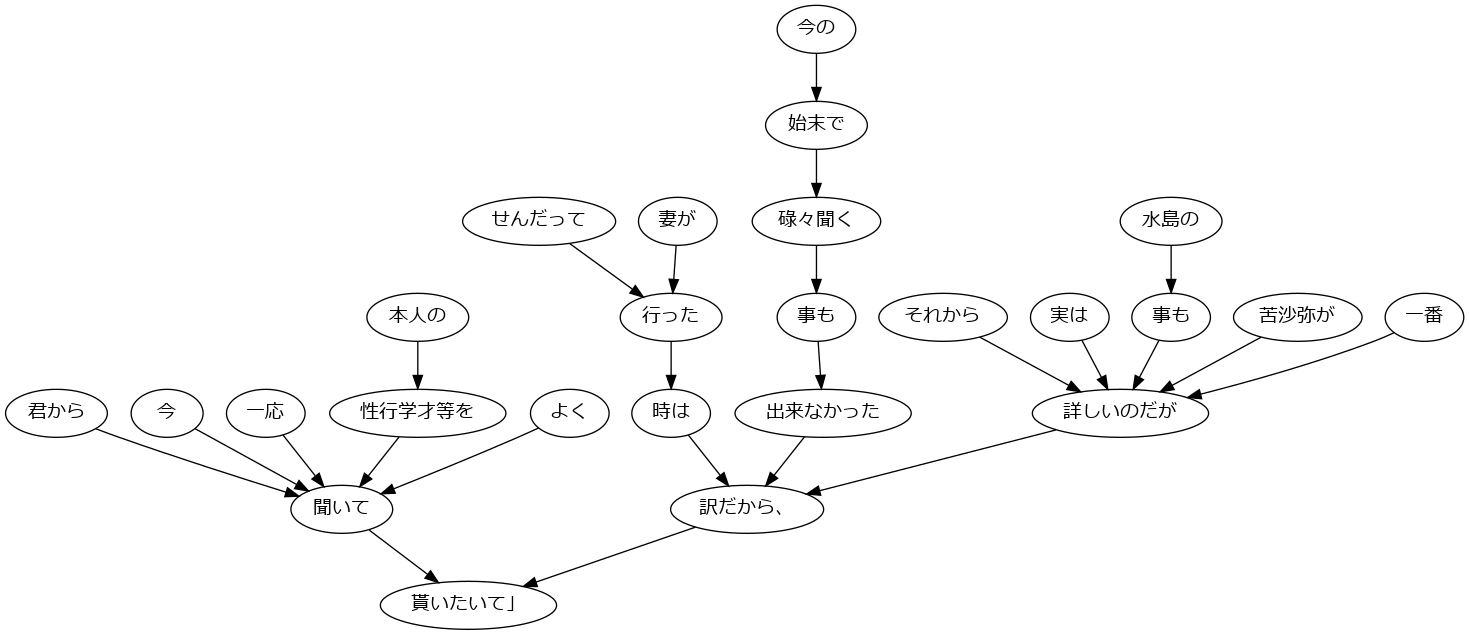 今の
始末で
せんだって
妻が
碌々聞く
水島の
本人の
行った
事も
それから
実は
事も
苦沙弥が
一番
君から
今
一応
性行学才等を
よく
時は
出来なかった
詳しいのだが
聞いて
訳だから、
貰いたいて」